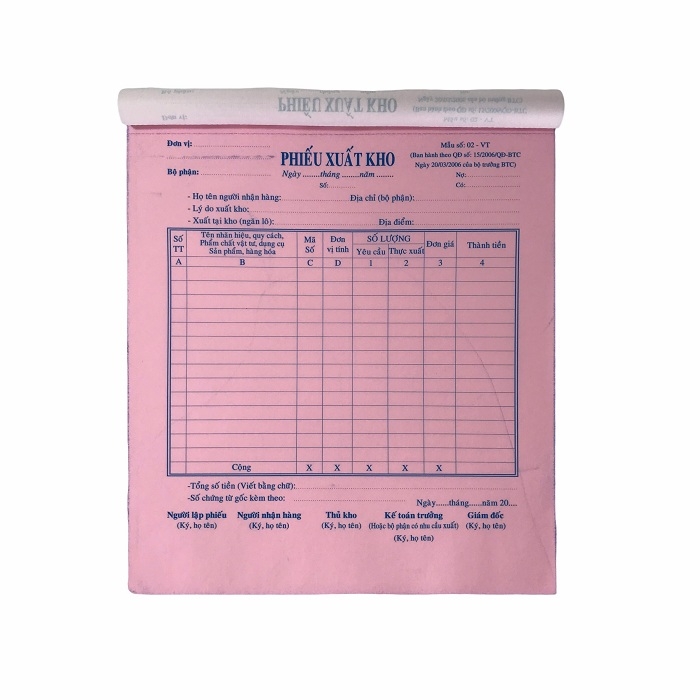 PHIẾU XUẤT KHO
Đơn vị:
Đơn vị:
Mẫu số: 02 - VT
PHIẾU XUẤT KHO
(Ban hành theo QĐ số: 15/2006/QĐ-BTC
Ngày 20/03/2006 của bộ trưởng BTC)
Bộ phận:
Ngày ........tháng ........năm ........
Nợ:
Số:
Có:
- Họ tên người nhận hàng: Địa chỉ (bộ phận):
- Lý do xuất kho:
- Xuất tại kho (ngăn lô): Địa điểm:
Số TT
Tên nhãn hiệu, quy cách,
Phẩm chất vật tư, dụng cụ
Sản phẩm, hàng hóa
Mã Số
Đơn vị tính
SỐ LƯỢNG
Yêu cầu Thực xuất
Đơn giá
Thành tiền
A B C D 1 2 3 4
Cộng X X X X X
-Tổng số tiền (Viết bằng chữ):
-Số chứng từ gốc kèm theo:
Ngày......tháng......năm 20....
Người lập phiếu Người nhận hàng Thủ kho Kế toán trưởng Giám đốc
(Ký, họ tên) (Ký, họ tên) (Ký, họ tên) (Hoặc bộ phận có nhu cầu xuất) (Ký, họ tên)
(Ký, họ tên)